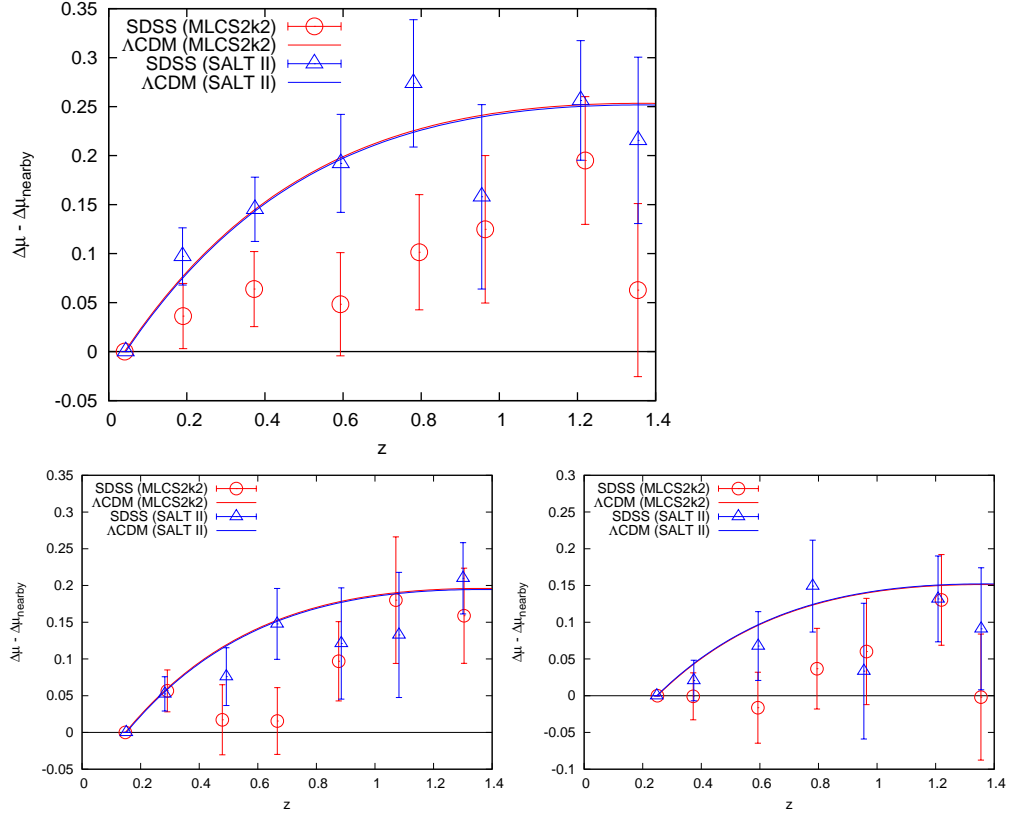 0.35
0.3
0.25
0.2
0.15
0.1
0.05
0
-0.05
Δμ - Δμnearby
SDSS (MLCS2k2)
ΛCDM (MLCS2k2)
SDSS (SALT II)
ΛCDM (SALT II)
0 0.2 0.4 0.6 0.8 1 1.2 1.4
z
0.35
0.3
0.25
0.2
0.15
0.1
0.05
0
-0.05
Δμ - Δμnearby
SDSS (MLCS2k2)
ΛCDM (MLCS2k2)
SDSS (SALT II)
ΛCDM (SALT II)
0 0.2 0.4 0.6 0.8 1 1.2 1.4
z
0.3
0.25
0.2
0.15
0.1
0.05
0
-0.05
-0.1
Δμ - Δμnearby
SDSS (MLCS2k2)
ΛCDM (MLCS2k2)
SDSS (SALT II)
ΛCDM (SALT II)
0 0.2 0.4 0.6 0.8 1 1.2 1.4
z